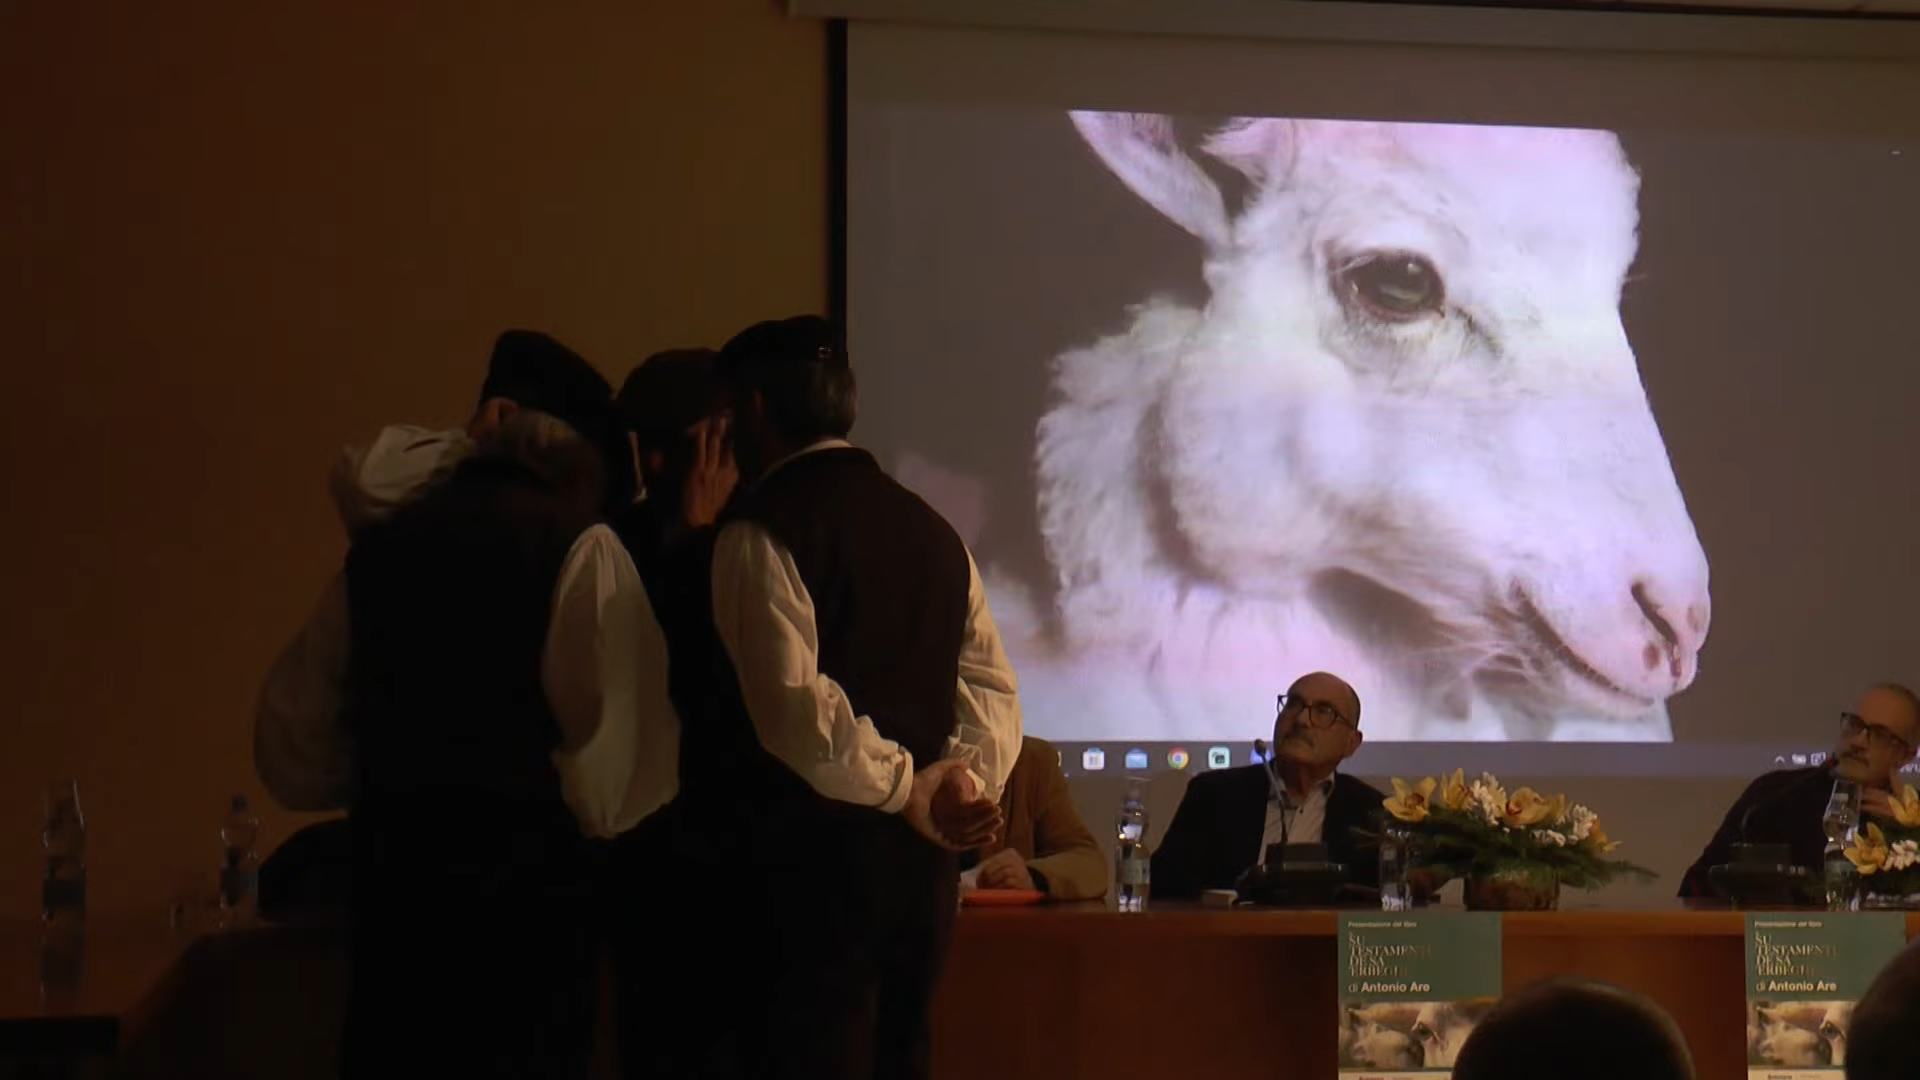 Presentazione del libro
SU
TESTAMENTU
DE SA
ERBEGHE
di Antonio Are
Presentazione del libro
SU
TESTAMENTU
DE SA
ERBEGHE
di Antonio Are